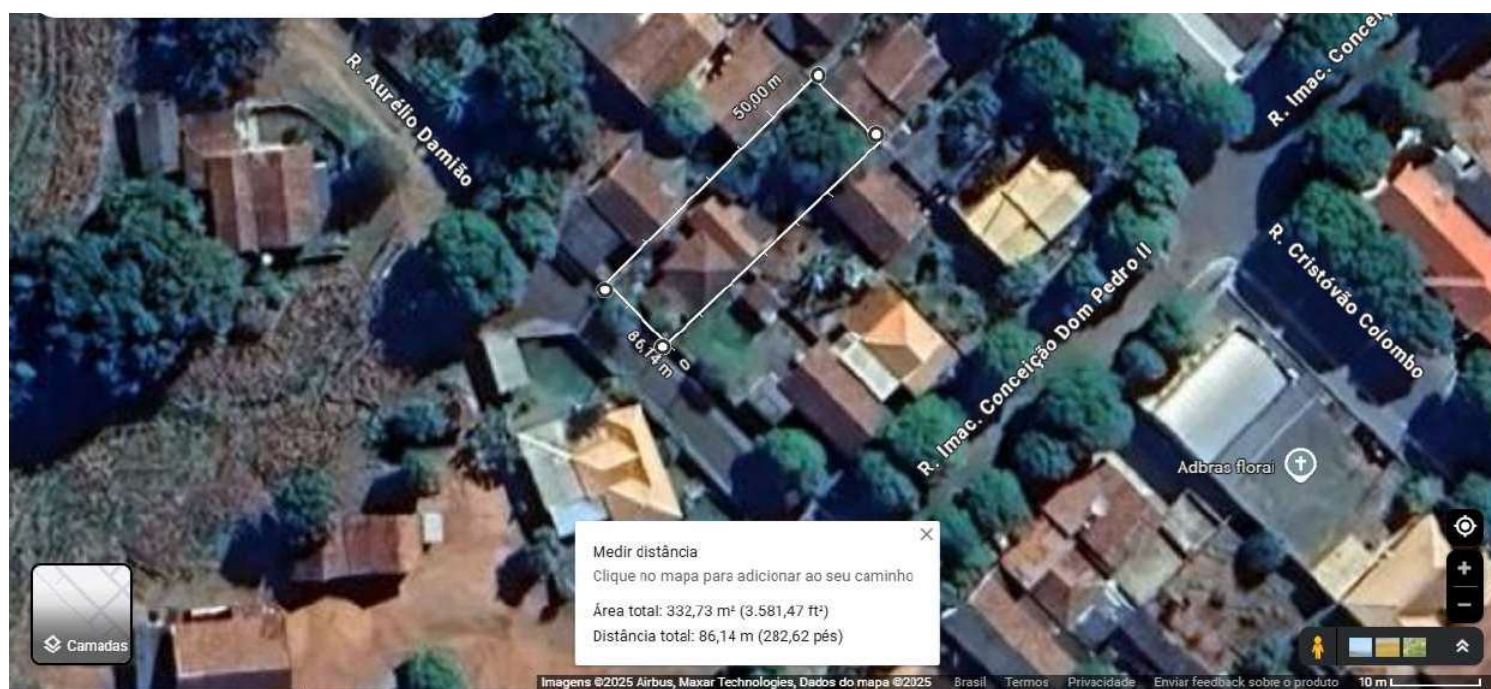 R. Aurélio Damião
50,00 m
R. Imac. Conceiçã
86,14 m
0
R. Imac. Conceição Dom Pedro II
R. Cristóvão Colombo
Adbras florai
Medir distância
Clique no mapa para adicionar ao seu caminho
Área total: 332,73 m² (3.581,47 ft²)
Distância total: 86,14 m (282,62 pés)
Camadas
Imagens ©2025 Airbus, Maxar Technologies, Dados do mapa ©2025 Brasil Termos Privacidade Enviar feedback sobre o produto 10 m